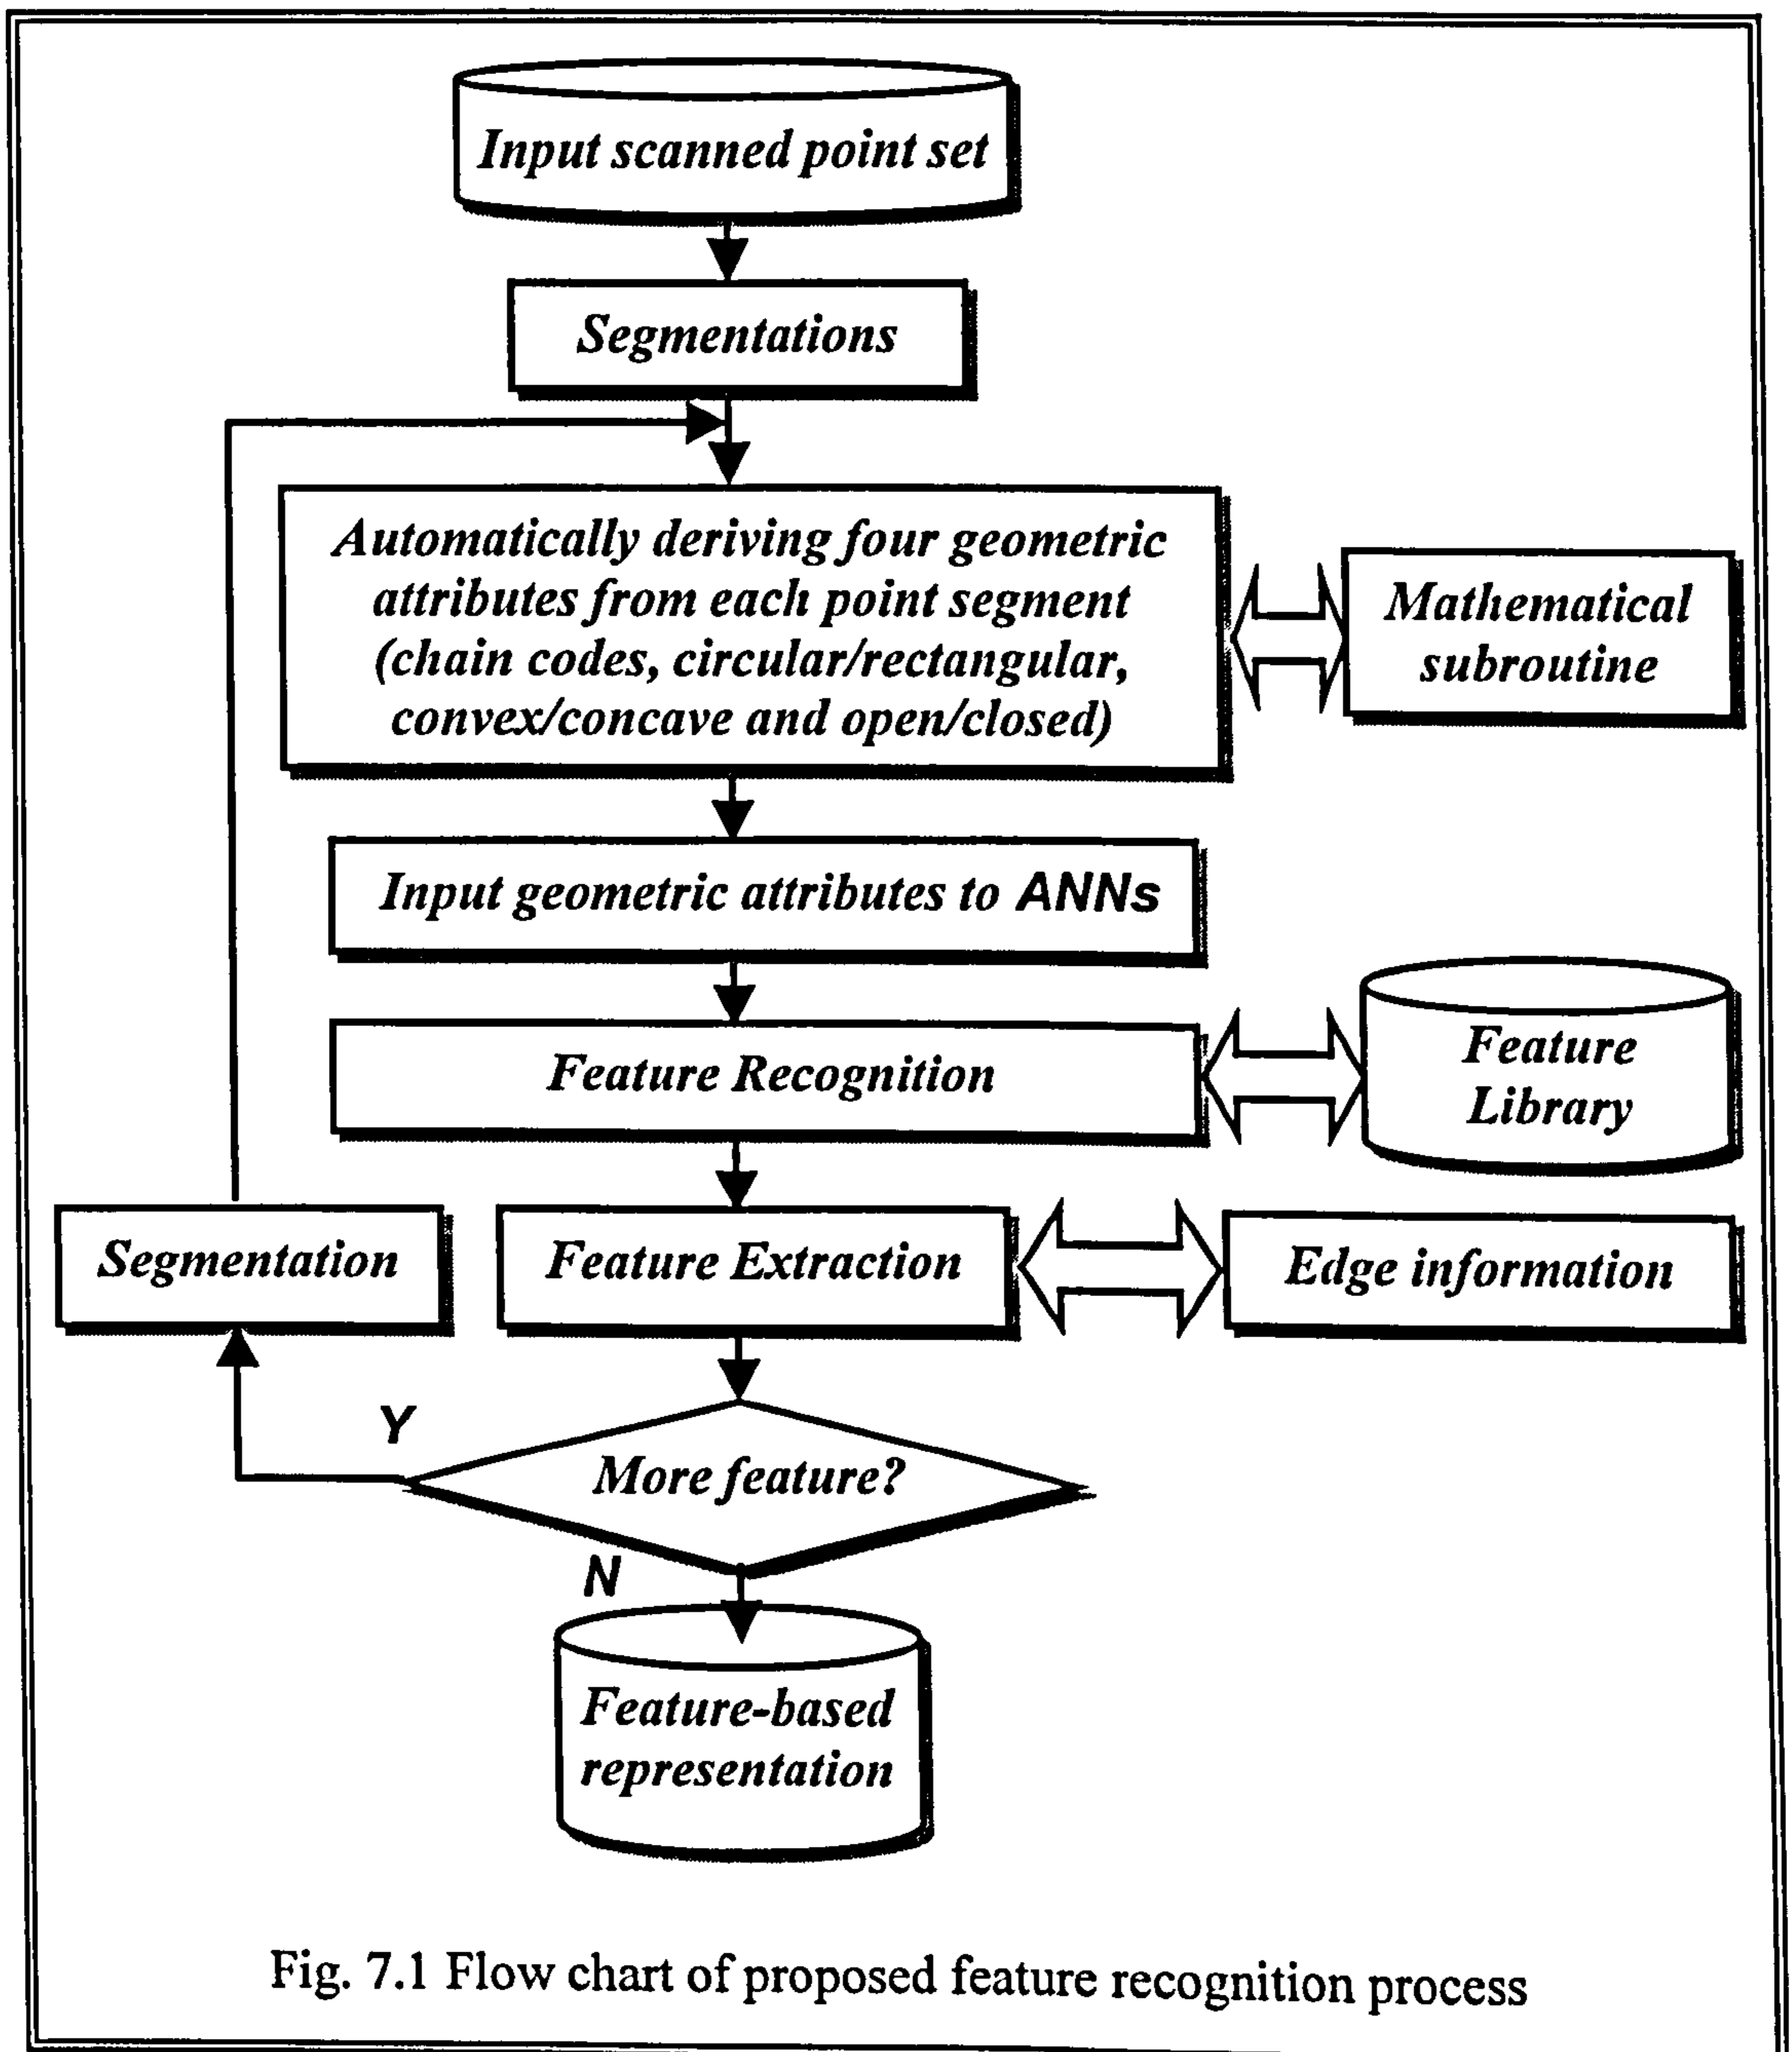 Input scanned point set
Segmentations
Automatically deriving four geometric
attributes from each point segment
(chain codes, circular/rectangular,
convex/concave and open/closed)
Mathematical
subroutine
Input geometric attributes to ANNs
Feature Recognition
Feature
Library
Segmentation
Feature Extraction
Edge information
Y
More feature?
N
Feature-based
representation
Fig. 7.1 Flow chart of proposed feature recognition process